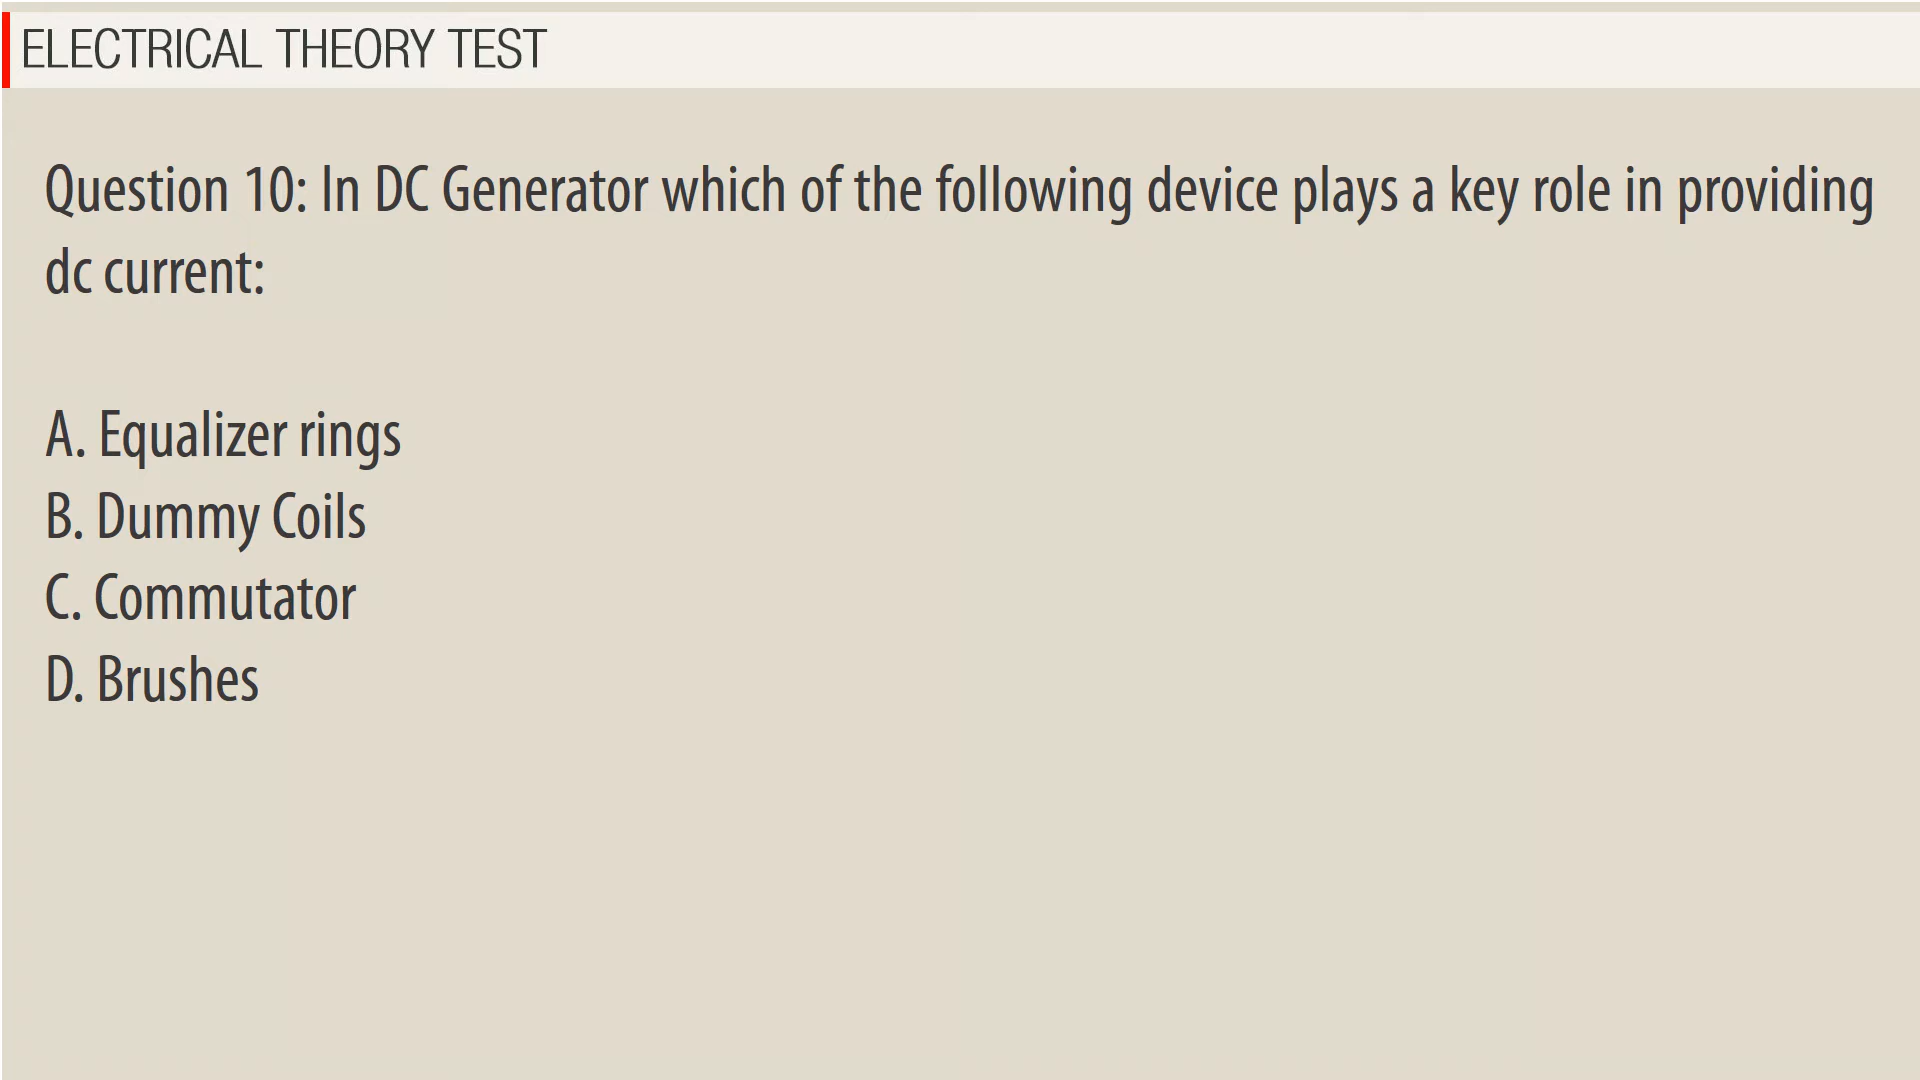 ELECTRICAL THEORY TEST
Question 10: In DC Generator which of the following device plays a key role in providing
dc current:
A. Equalizer rings
B. Dummy Coils
C. Commutator
D. Brushes